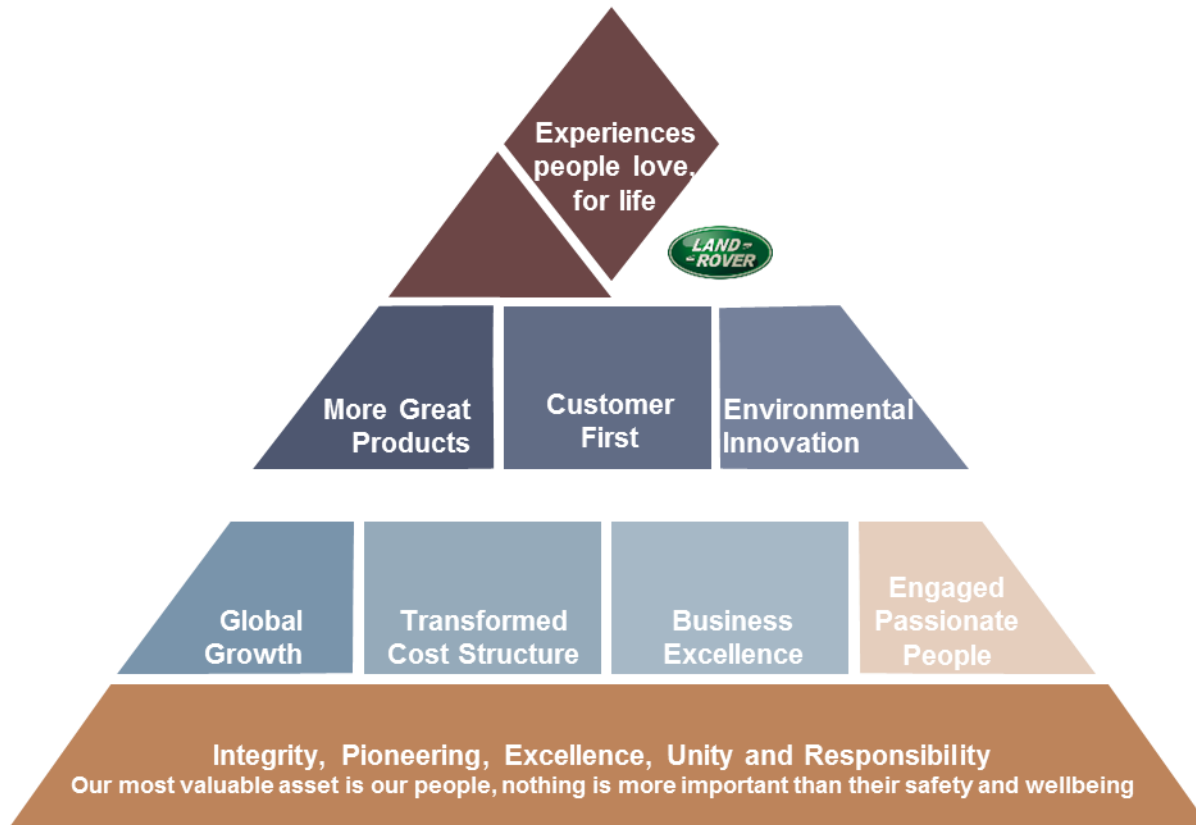 Experiences
people love,
for life
LAND
ROVER
More Great
Products
Customer
First
Environmental
Innovation
Global
Growth
Transformed
Cost Structure
Business
Excellence
Engaged
Passionate
People
Integrity, Pioneering, Excellence, Unity and Responsibility
Our most valuable asset is our people, nothing is more important than their safety and wellbeing